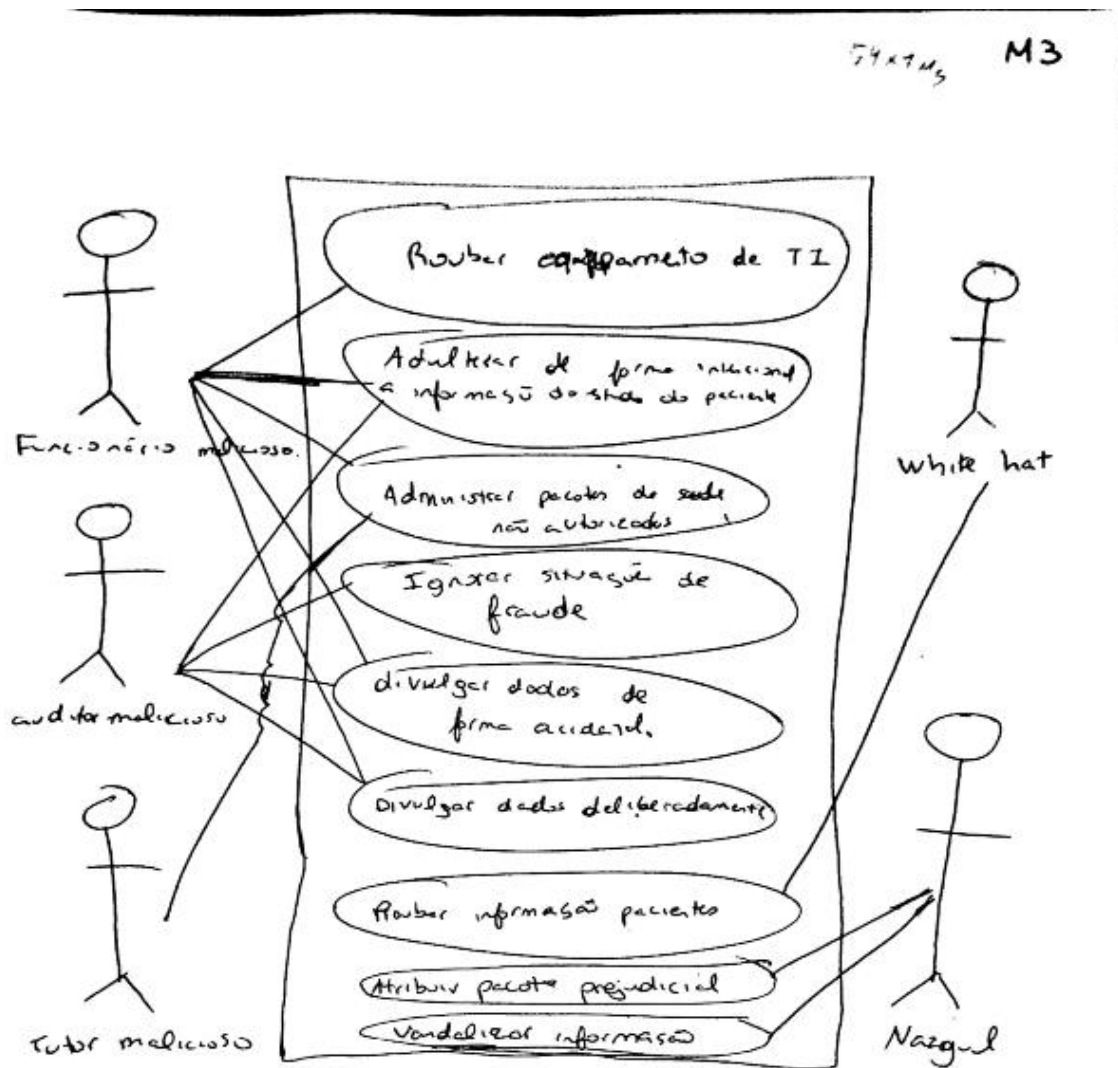 M3
Roubar equipamento de TI
Adulterar de forma intencional
a informação do stado do paciente
Funcionário malicioso.
White hat
Administrar pacotes de saude
não autorizados
Ignorar situação de
fraude
auditor malicioso
divulgar dados de
forma acidental.
Divulgar dados deliberadamente
Roubar informação pacientes
Atribuir pacote prejudicial
Vandalizar informação
Tutor malicioso
Nazgul